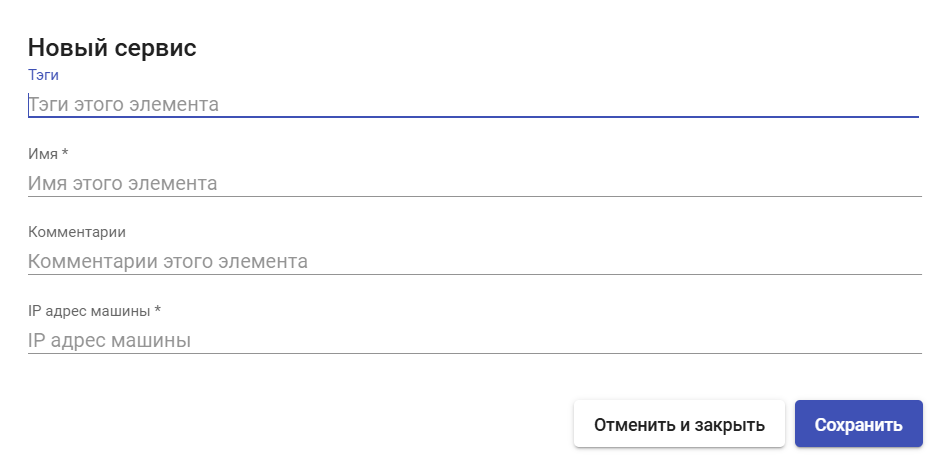 Новый сервис
Тэги
Тэги этого элемента
Имя *
Имя этого элемента
Комментарии
Комментарии этого элемента
IP адрес машины *
IP адрес машины
Отменить и закрыть
Сохранить